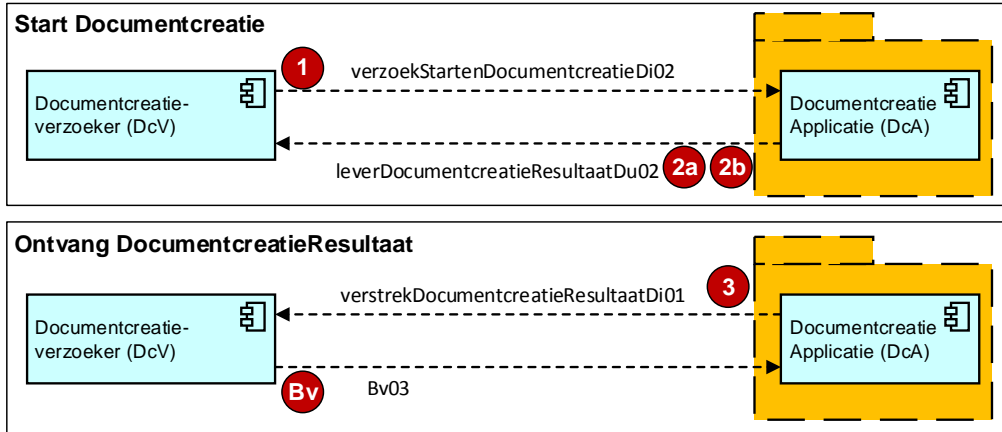 Start Documentcreatie
1
verzoekStartenDocumentcreatieDi02
Documentcreatie-
verzoeker (DcV)
Documentcreatie
Applicatie (DcA)
leverDocumentcreatieResultaatDu02
2a
2b
Ontvang DocumentcreatieResultaat
3
verstrekDocumentcreatieResultaatDi01
Documentcreatie-
verzoeker (DcV)
Documentcreatie
Applicatie (DcA)
Bv
Bv03